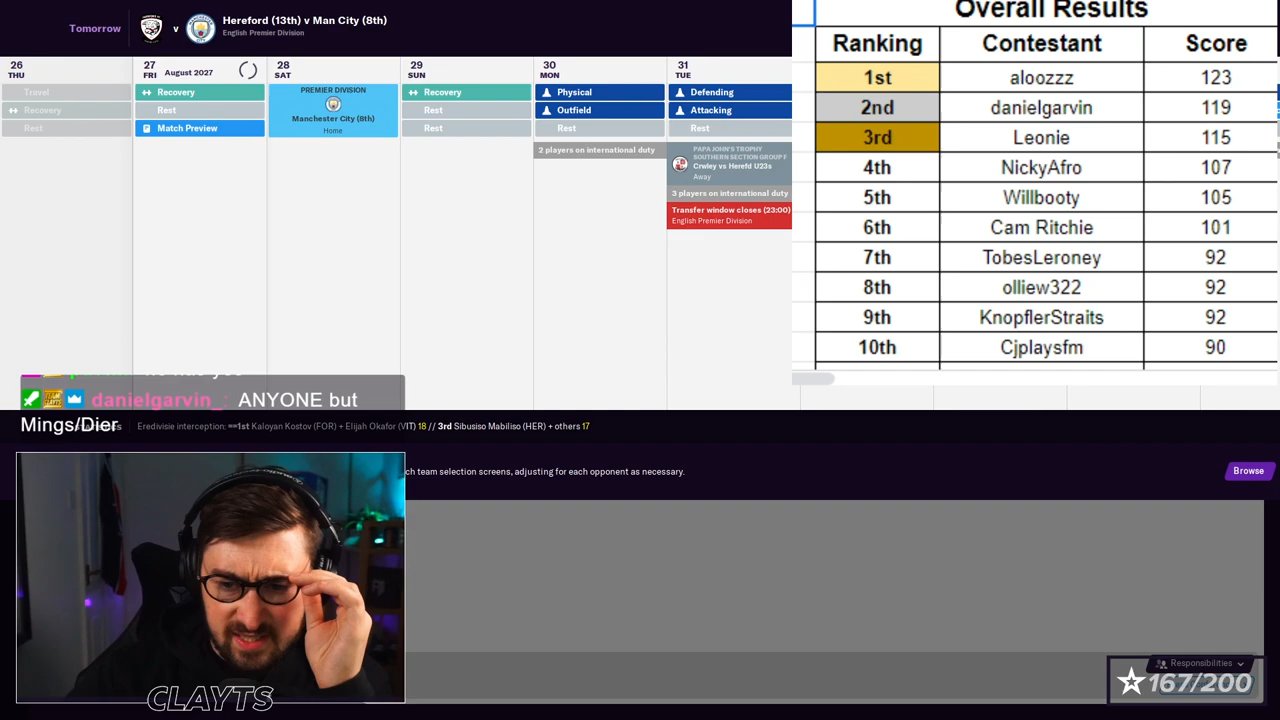 Tomorrow
v
Hereford (13th) v Man City (8th)
English Premier Division
26
THU
27
FRI
August 2027
28
SAT
29
SUN
30
MON
31
TUE
Travel
Recovery
Rest
Recovery
Rest
Match Preview
PREMIER DIVISION
Manchester City (8th)
Home
Recovery
Rest
Rest
Physical
Outfield
Rest
2 players on international duty
Defending
Attacking
Rest
PAPA JOHN'S TROPHY
SOUTHERN SECTION GROUP F
Crwley vs Herefd U23s
Away
3 players on international duty
Transfer window closes (23:00)
English Premier Division
Overall Results
Ranking Contestant Score
1st aloozzz 123
2nd danielgarvin 119
3rd Leonie 115
4th NickyAfro 107
5th Willbooty 105
6th Cam Ritchie 101
7th TobesLeroney 92
8th olliew322 92
9th KnopflerStraits 92
10th Cjplaysfm 90
danielgarvin_: ANYONE but
Mings/Dier
Eredivisie interception: ==1st Kaloyan Kostov (FOR) + Elijah Okafor (VIT) 18 // 3rd Sibusiso Mabiliso (HER) + others 17
ch team selection screens, adjusting for each opponent as necessary.
Browse
CLAYTS
Responsibilities
167/200